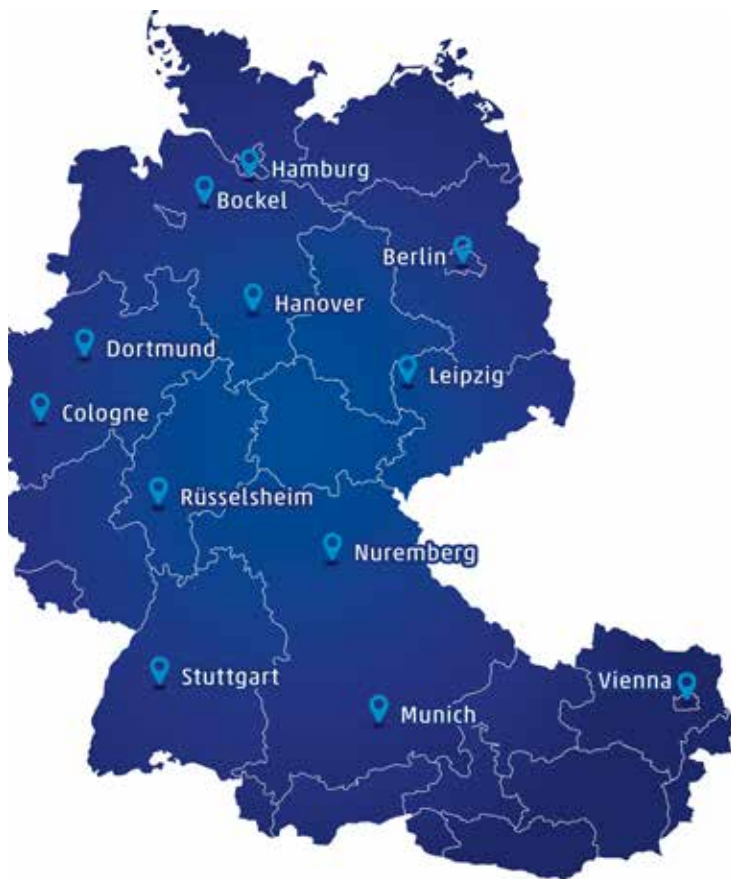 Hamburg
Bockel
Berlin
Hanover
Dortmund
Leipzig
Cologne
Rüsselsheim
Nuremberg
Stuttgart
Vienna
Munich